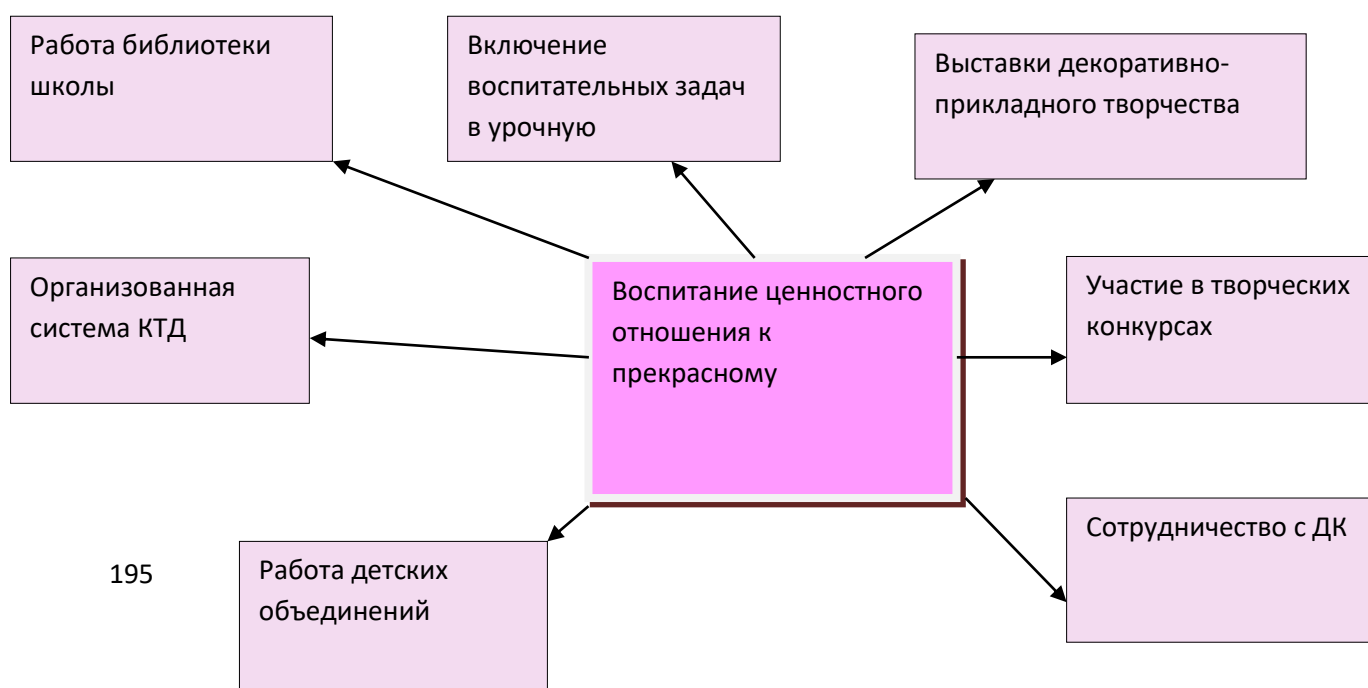 Работа библиотеки
школы
Включение
воспитательных задач
в урочную
Выставки декоративно-
прикладного творчества
Организованная
система КТД
Воспитание ценностного
отношения к
прекрасному
Участие в творческих
конкурсах
Сотрудничество с ДК
195
Работа детских
объединений